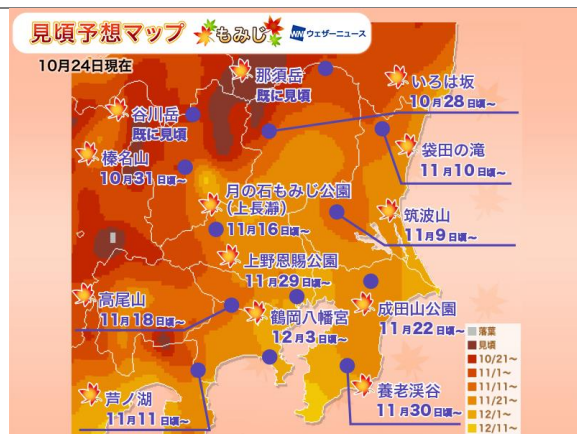 見頃予想マップ もみじ ウェザーニュース
10月24日現在
那須岳
既に見頃
いろは坂
10月28日頃～
谷川岳
既に見頃
袋田の滝
11月10日頃～
榛名山
10月31日頃～
月の石もみじ公園
（上長瀞）
11月16日頃～
筑波山
11月9日頃～
上野恩賜公園
11月29日頃～
高尾山
11月18日頃～
鶴岡八幡宮
12月3日頃～
成田山公園
11月22日頃～
芦ノ湖
11月11日頃～
養老渓谷
11月30日頃～
落葉
見頃
10/21～
11/1～
11/11～
11/21～
12/1～
12/11～